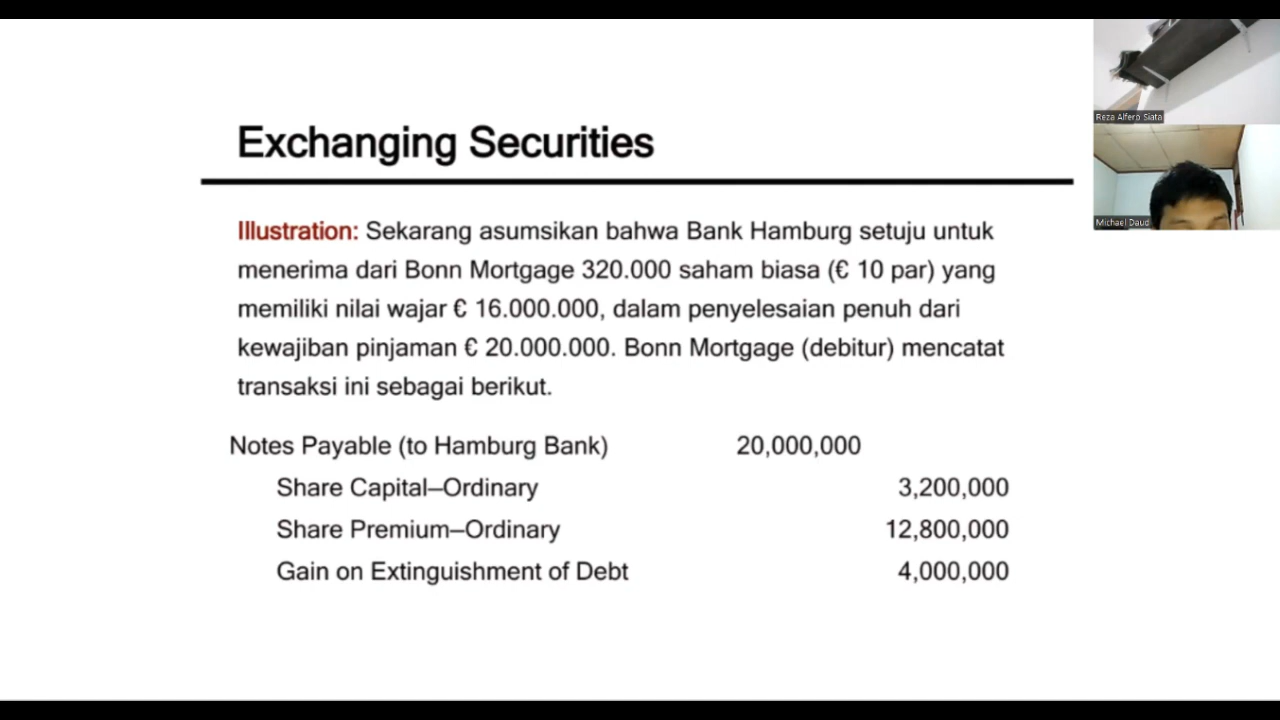 Exchanging Securities
Illustration: Sekarang asumsikan bahwa Bank Hamburg setuju untuk
menerima dari Bonn Mortgage 320.000 saham biasa (€ 10 par) yang
memiliki nilai wajar € 16.000.000, dalam penyelesaian penuh dari
kewajiban pinjaman € 20.000.000. Bonn Mortgage (debitur) mencatat
transaksi ini sebagai berikut.
Notes Payable (to Hamburg Bank) 20,000,000
Share Capital–Ordinary 3,200,000
Share Premium–Ordinary 12,800,000
Gain on Extinguishment of Debt 4,000,000
Reza Alfero Siata
Michael Daud